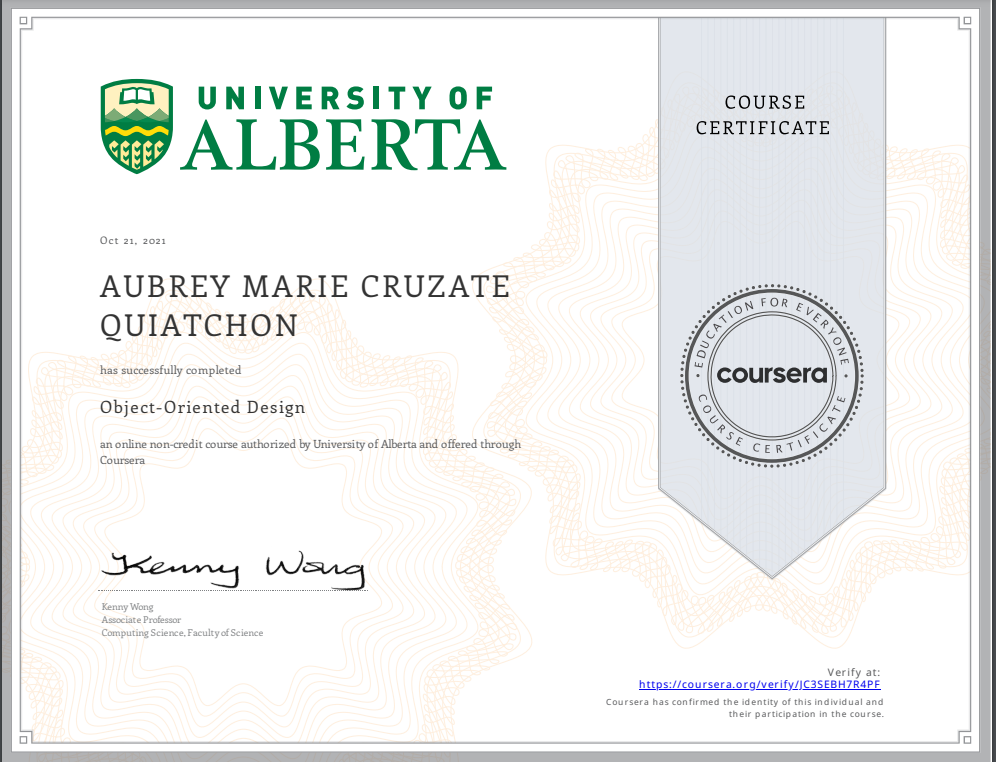 UNIVERSITY OF
ALBERTA
COURSE
CERTIFICATE
Oct 21, 2021
AUBREY MARIE CRUZATE
QUIATCHON
has successfully completed
Object-Oriented Design
an online non-credit course authorized by University of Alberta and offered through
Coursera
EDUCATION FOR EVERYONE
coursera
COURSE CERTIFICATE
Kenny Wong
Kenny Wong
Associate Professor
Computing Science, Faculty of Science
Verify at:
https://coursera.org/verify/JC3SEBH7R4PF
Coursera has confirmed the identity of this individual and
their participation in the course.